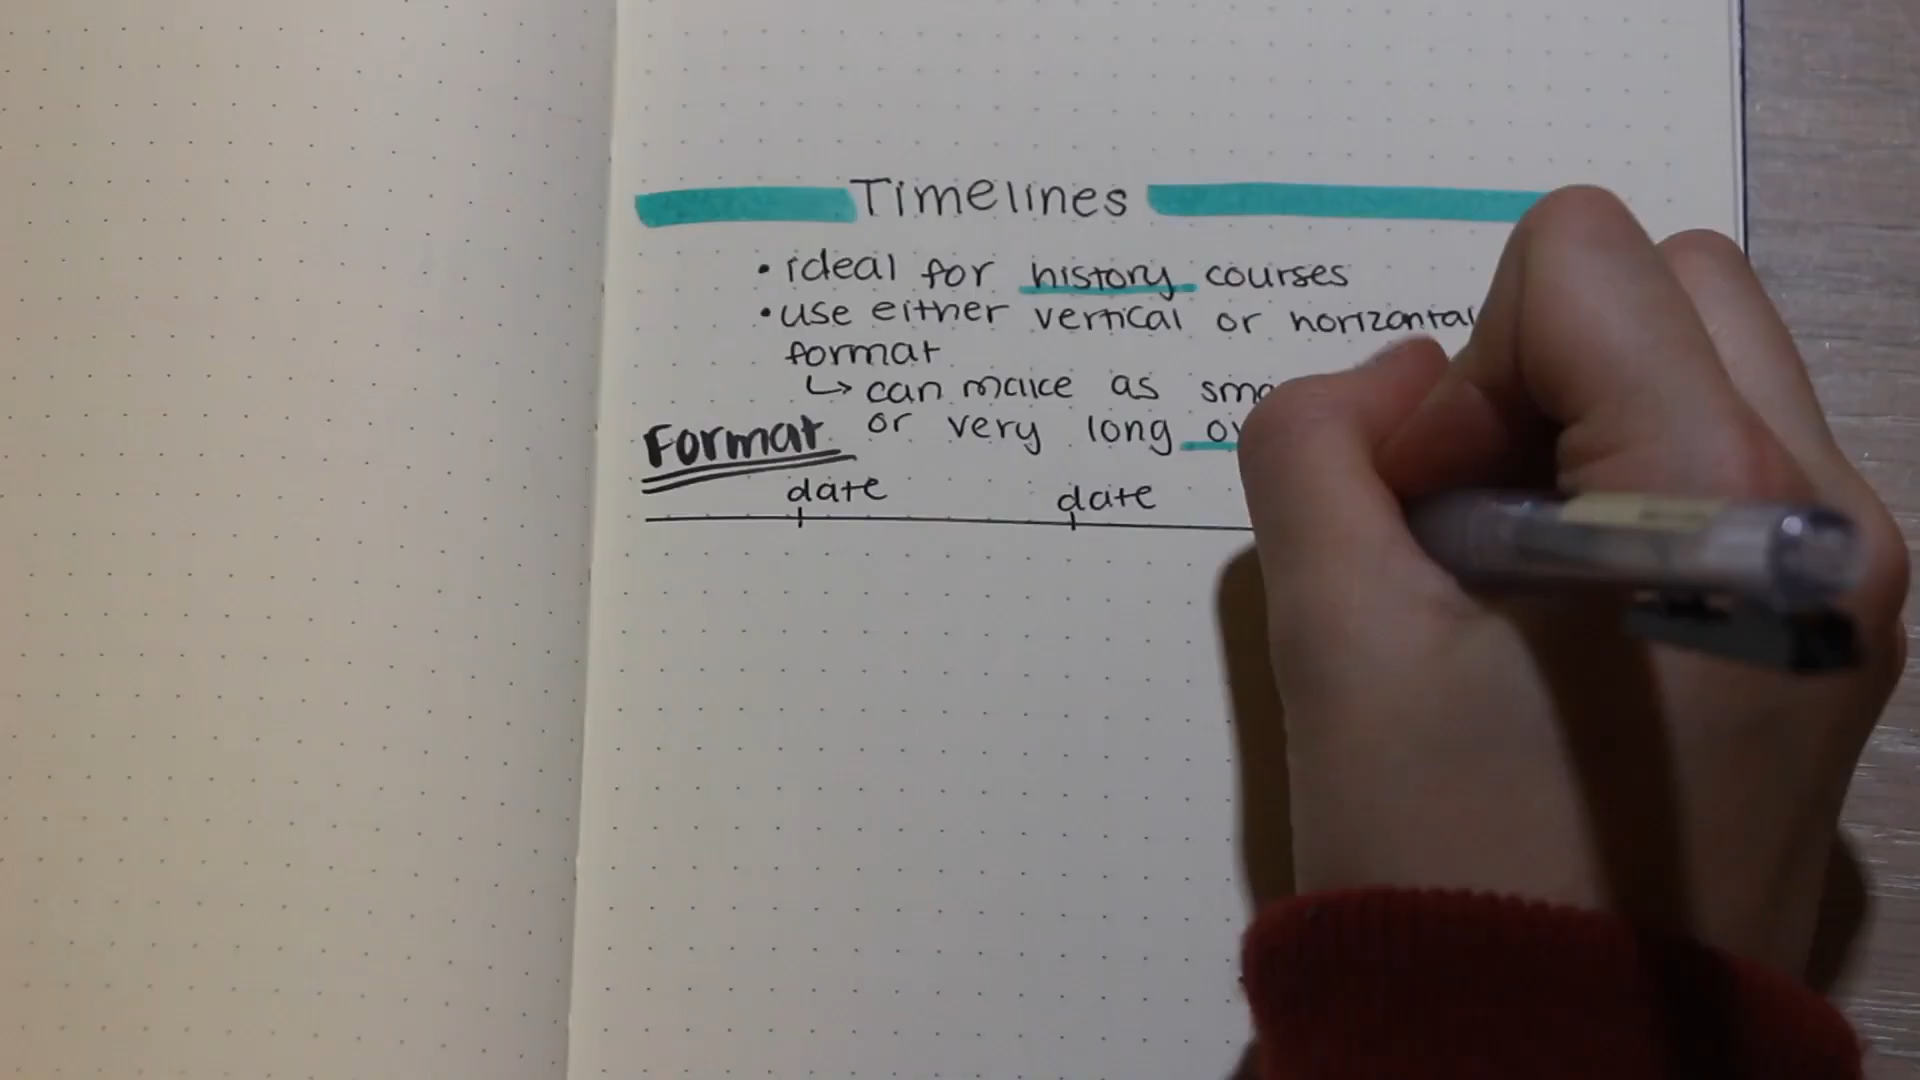 Timelines
• ideal for history courses
• use either vertical or horizontal
format
↳ can make as
or very long
Format
date date